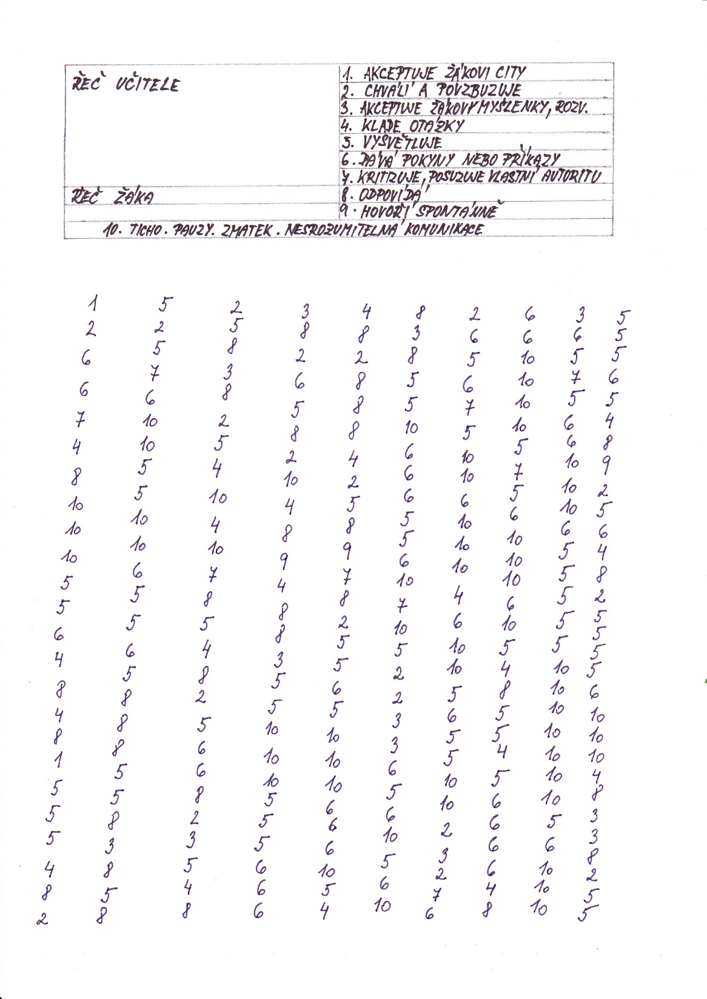 ŘEČ UČITELE
1. AKCEPTUJE ŽÁKOVI CITY
2. CHVÁLÍ A POVZBUZUJE
3. AKCEPTUJE ŽÁKOVY MYŠLENKY, ROZV.
4. KLADE OTÁZKY
5. VYSVĚTLUJE
6. DÁVÁ POKYNY NEBO PŘÍKAZY
7. KRITIZUJE, POSUZUJE VLASTNÍ AUTORITU
ŘEČ ŽÁKA
8. ODPOVÍDÁ
9. HOVOŘÍ SPONTÁNNĚ
10. TICHO. PAUZY. ZMATEK. NESROZUMITELNÁ KOMUNIKACE
1 2 6 6 7 4 8 10 10 10 5 5 6 4 8 4 8 1 5 5 5 4 8 2
5 2 5 7 6 10 10 5 5 10 10 6 5 5 6 5 8 8 8 5 5 8 3 8 5 8
2 5 8 3 8 2 5 4 10 4 10 7 8 5 4 8 2 5 6 6 8 2 3 5 4 8
3 8 2 6 5 8 2 10 4 8 9 4 8 8 3 5 5 10 10 10 5 5 5 6 6 6
4 8 2 8 8 8 4 2 5 8 9 7 8 2 5 5 6 5 10 10 10 6 6 6 10 5 4
8 3 8 5 5 10 6 6 6 5 5 6 10 7 10 5 2 2 3 3 6 5 6 10 5 6 10
2 6 5 6 7 5 10 10 6 10 10 10 4 6 10 10 5 6 5 5 10 10 2 3 2 7 6
6 6 10 10 10 10 5 7 5 6 10 10 10 6 10 5 4 8 5 5 4 5 6 6 6 6 4 8
3 6 5 7 5 6 6 10 10 10 6 5 5 5 5 5 10 10 10 10 10 10 10 5 6 10 10 10
5 5 5 6 5 4 8 9 2 5 6 4 8 2 5 5 5 5 6 10 10 10 4 8 3 3 8 2 5 5